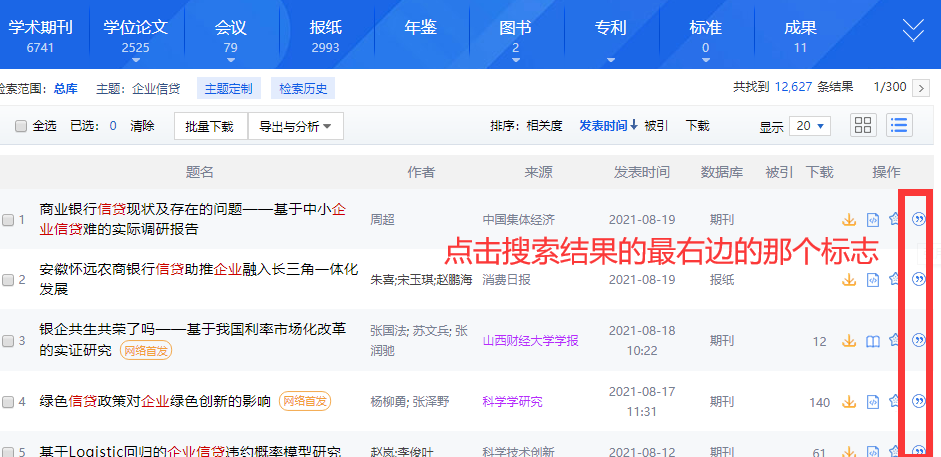 学术期刊 学位论文 会议 报纸 年鉴 图书 专利 标准 成果
6741 2525 79 2993 2 0 11
检索范围：总库 主题：企业信贷 主题定制 检索历史 共找到 12,627 条结果 1/300
全选 已选：0 清除 批量下载 导出与分析 排序：相关度 发表时间↓ 被引 下载 显示 20
题名 作者 来源 发表时间 数据库 被引 下载 操作
1 商业银行信贷现状及存在的问题——基于中小企业信贷难的实际调研报告 周超 中国集体经济 2021-08-19 期刊
点击搜索结果的最右边的那个标志
2 安徽怀远农商银行信贷助推企业融入长三角一体化发展 朱喜;宋玉琪;赵鹏海 消费日报 2021-08-19 报纸
3 银企共生共荣了吗——基于我国利率市场化改革的实证研究 网络首发 张国法; 苏文兵; 张润驰 山西财经大学学报 2021-08-18 10:22 期刊 12
4 绿色信贷政策对企业绿色创新的影响 网络首发 杨柳勇; 张泽野 科学学研究 2021-08-17 11:31 期刊 140
5 基于Logistic回归的企业信贷违约概率模型研究 赵岚;李俊叶 科学技术创新 2021-08-12 期刊 61